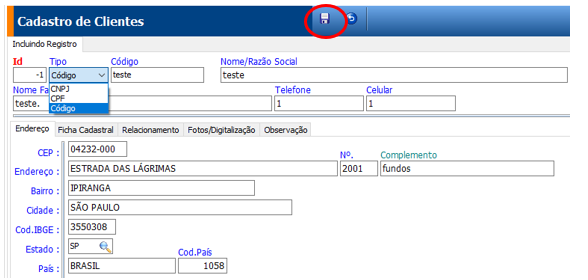 Cadastro de Clientes
Incluindo Registro
Id Tipo Código Nome/Razão Social
-1 Código teste teste
CNPJ
CPF
Código
Nome Fa Telefone Celular
teste. 1 1
Endereço Ficha Cadastral Relacionamento Fotos/Digitalização Observação
CEP : 04232-000
Nº. Complemento
Endereço : ESTRADA DAS LÁGRIMAS 2001 fundos
Bairro : IPIRANGA
Cidade : SÃO PAULO
Cod.IBGE : 3550308
Estado : SP
Cod.País
País : BRASIL 1058